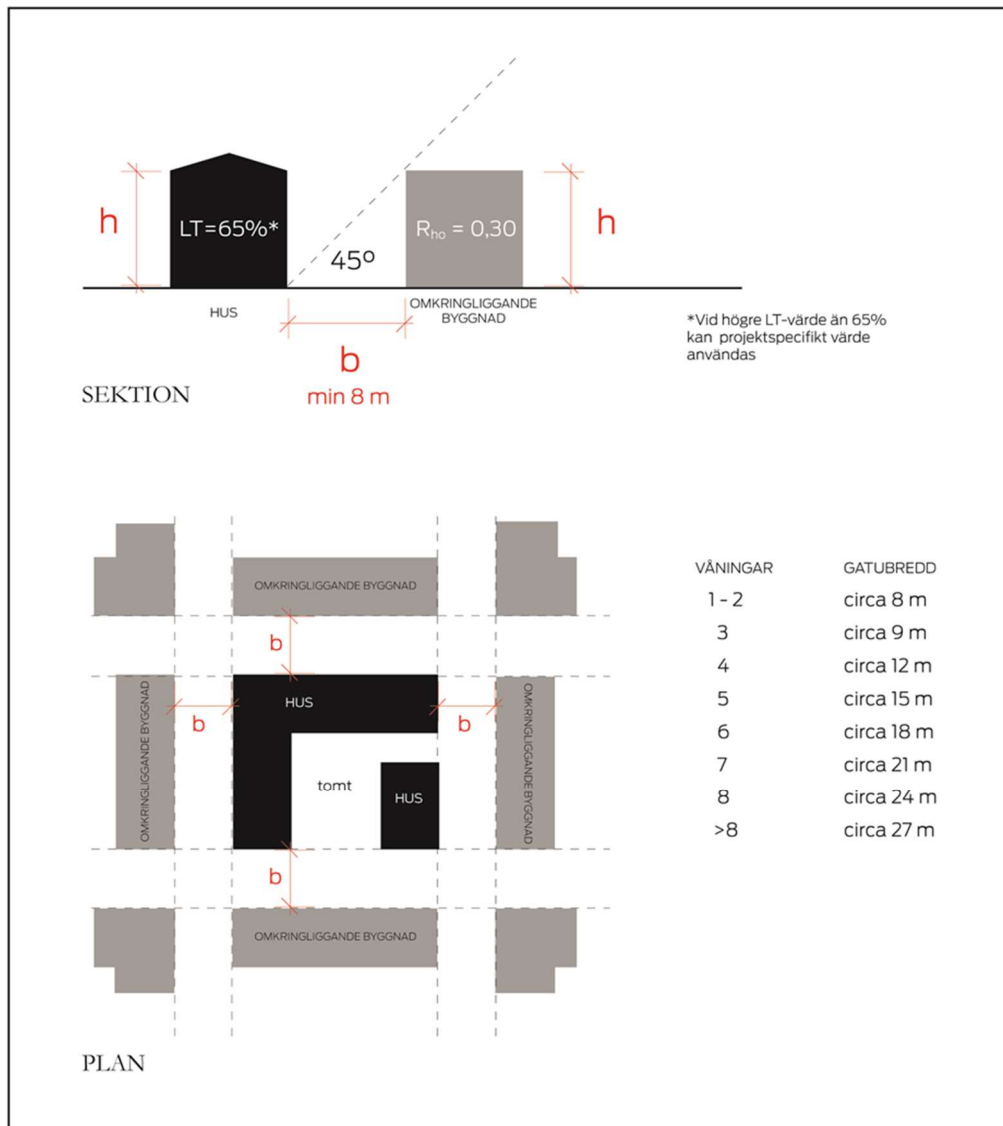 h
LT=65%*
45º
Rho = 0,30
h
HUS
OMKRINGLIGGANDE
BYGGNAD
b
min 8 m
*Vid högre LT-värde än 65%
kan projektspecifikt värde
användas
SEKTION
OMKRINGLIGGANDE BYGGNAD
b
OMKRINGLIGGANDE BYGGNAD
b
HUS
b
OMKRINGLIGGANDE BYGGNAD
tomt
HUS
b
OMKRINGLIGGANDE BYGGNAD
VÅNINGAR GATUBREDD
1 - 2 circa 8 m
3 circa 9 m
4 circa 12 m
5 circa 15 m
6 circa 18 m
7 circa 21 m
8 circa 24 m
>8 circa 27 m
PLAN